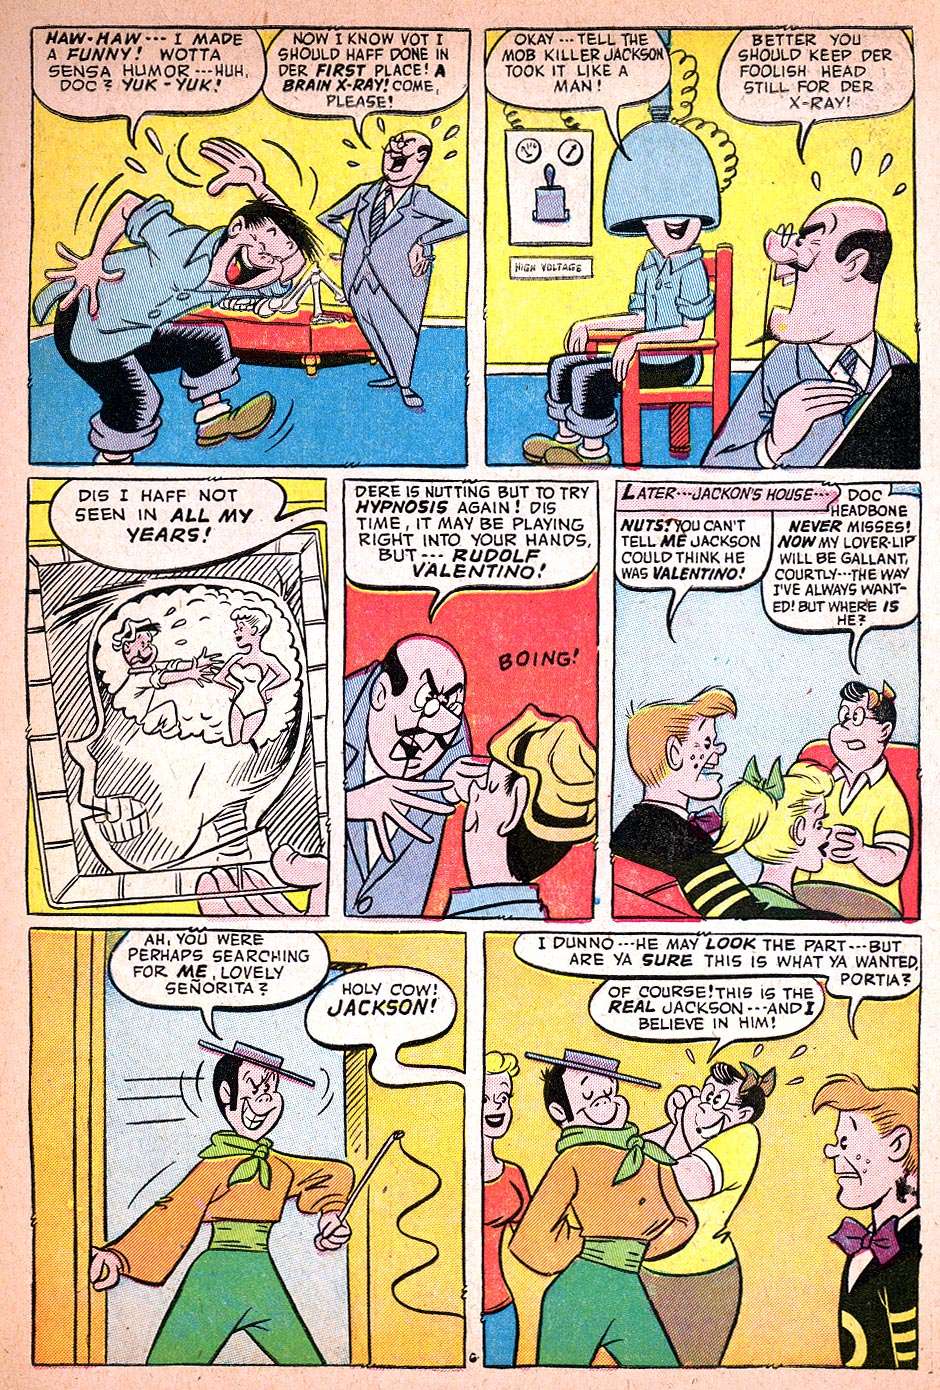 HAW-HAW--- I MADE
A FUNNY! WOTTA
SENSA HUMOR---HUH,
DOC? YUK-YUK!
NOW I KNOW VOT I
SHOULD HAFF DONE IN
DER FIRST PLACE! A
BRAIN X-RAY! COME,
PLEASE!
OKAY---TELL THE
MOB KILLER JACKSON
TOOK IT LIKE A
MAN!
BETTER YOU
SHOULD KEEP DER
FOOLISH HEAD
STILL FOR DER
X-RAY!
HIGH VOLTAGE
DIS I HAFF NOT
SEEN IN ALL MY
YEARS!
DERE IS NUTTING BUT TO TRY
HYPNOSIS AGAIN! DIS
TIME, IT MAY BE PLAYING
RIGHT INTO YOUR HANDS,
BUT--- RUDOLF
VALENTINO!
BOING!
LATER---JACKON'S HOUSE---
NUTS! YOU CAN'T
TELL ME JACKSON
COULD THINK HE
WAS VALENTINO!
DOC
HEADBONE
NEVER MISSES!
NOW MY LOVER-LIP
WILL BE GALLANT,
COURTLY---THE WAY
I'VE ALWAYS WANT-
ED! BUT WHERE IS
HE?
AH, YOU WERE
PERHAPS SEARCHING
FOR ME, LOVELY
SEÑORITA?
HOLY COW!
JACKSON!
I DUNNO---HE MAY LOOK THE PART---BUT
ARE YA SURE THIS IS WHAT YA WANTED,
PORTIA?
OF COURSE! THIS IS THE
REAL JACKSON---AND I
BELIEVE IN HIM!
6